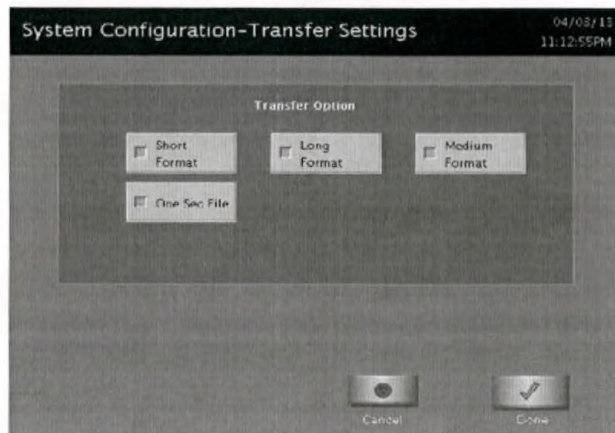 System Configuration-Transfer Settings
04/03/13
11:12:55PM
Transfer Option
Short
Format
Long
Format
Medium
Format
One Sec File
Cancel
Done